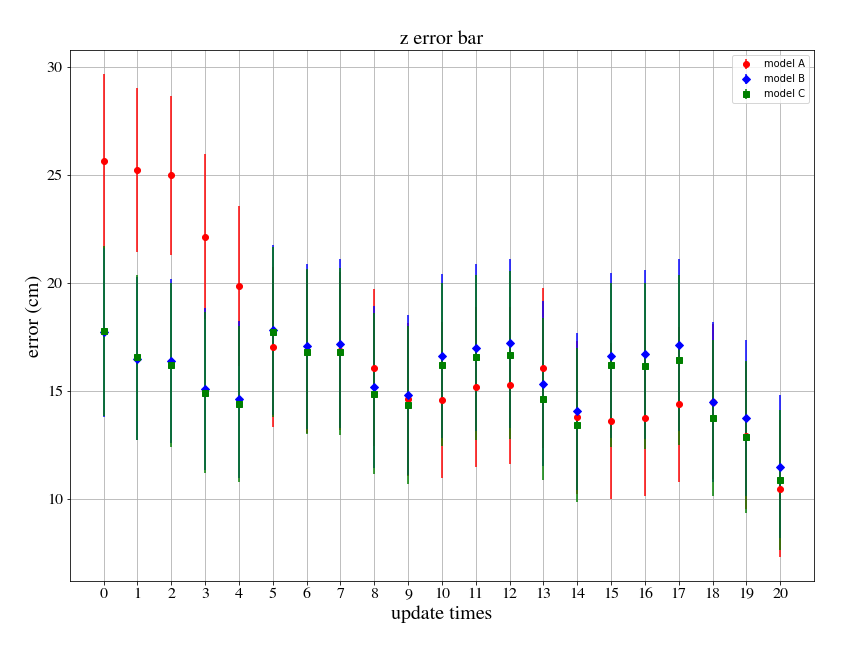 z error bar
model A
model B
model C
30
25
20
15
10
error (cm)
0 1 2 3 4 5 6 7 8 9 10 11 12 13 14 15 16 17 18 19 20
update times